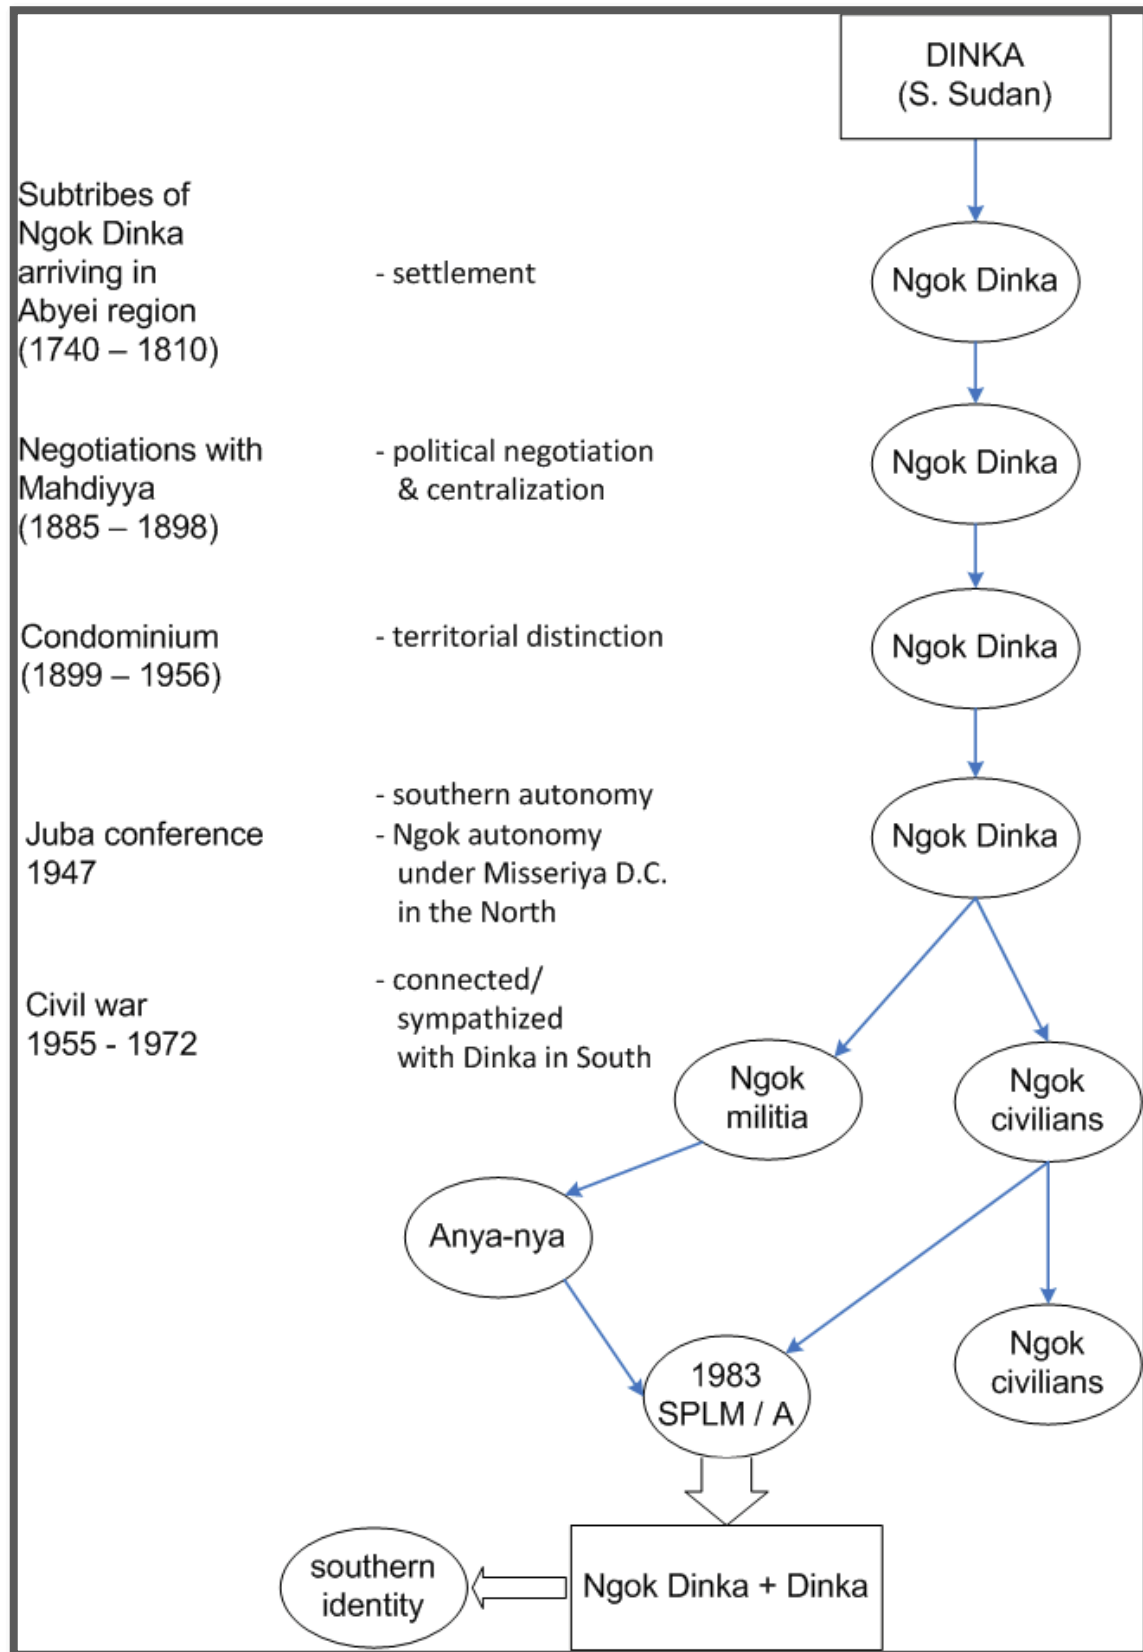 DINKA
(S. Sudan)
Subtribes of
Ngok Dinka
arriving in
Abyei region
(1740 – 1810)
- settlement
Ngok Dinka
Negotiations with
Mahdiyya
(1885 – 1898)
- political negotiation
& centralization
Ngok Dinka
Condominium
(1899 – 1956)
- territorial distinction
Ngok Dinka
Juba conference
1947
- southern autonomy
- Ngok autonomy
under Misseriya D.C.
in the North
Ngok Dinka
Civil war
1955 - 1972
- connected/
sympathized
with Dinka in South
Ngok
militia
Ngok
civilians
Anya-nya
Ngok
civilians
1983
SPLM / A
Ngok Dinka + Dinka
southern
identity